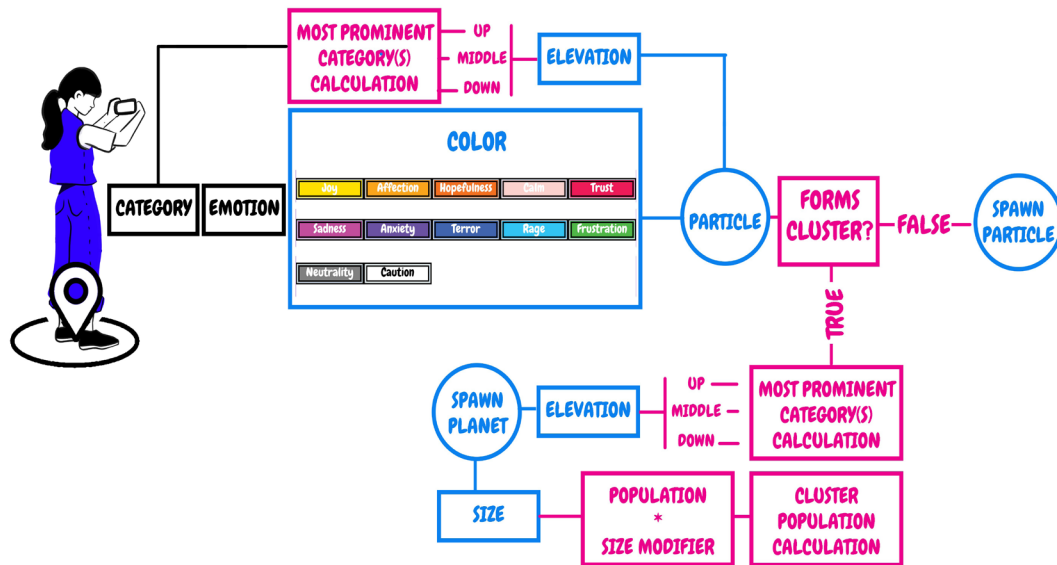 MOST PROMINENT
CATEGORY(S)
CALCULATION
UP
MIDDLE
DOWN
ELEVATION
CATEGORY
EMOTION
COLOR
Joy
Affection
Hopefulness
Calm
Trust
Sadness
Anxiety
Terror
Rage
Frustration
Neutrality
Caution
PARTICLE
FORMS
CLUSTER?
FALSE
SPAWN
PARTICLE
TRUE
MOST PROMINENT
CATEGORY(S)
CALCULATION
UP
MIDDLE
DOWN
ELEVATION
SPAWN
PLANET
SIZE
POPULATION
*
SIZE MODIFIER
CLUSTER
POPULATION
CALCULATION